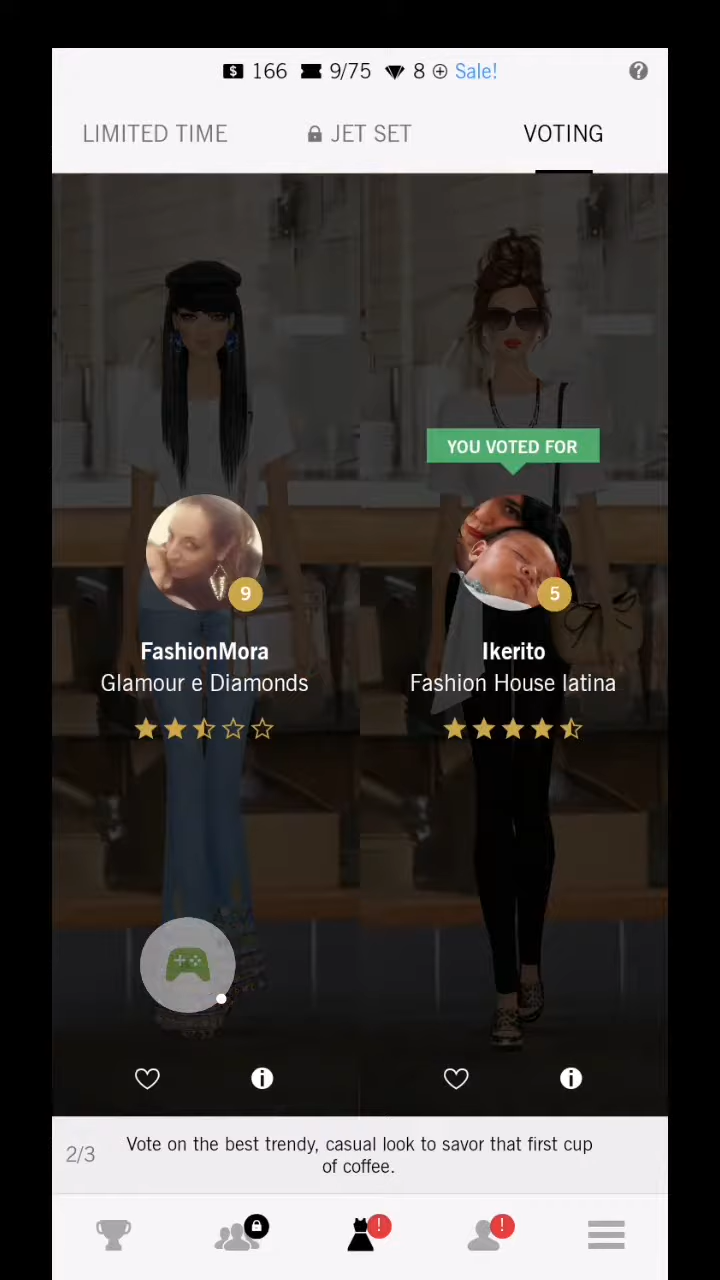 $ 166 9/75 8 Sale! ?
LIMITED TIME JET SET VOTING
YOU VOTED FOR
9 5
FashionMora Ikerito
Glamour e Diamonds Fashion House latina
2/3 Vote on the best trendy, casual look to savor that first cup
of coffee.
! !